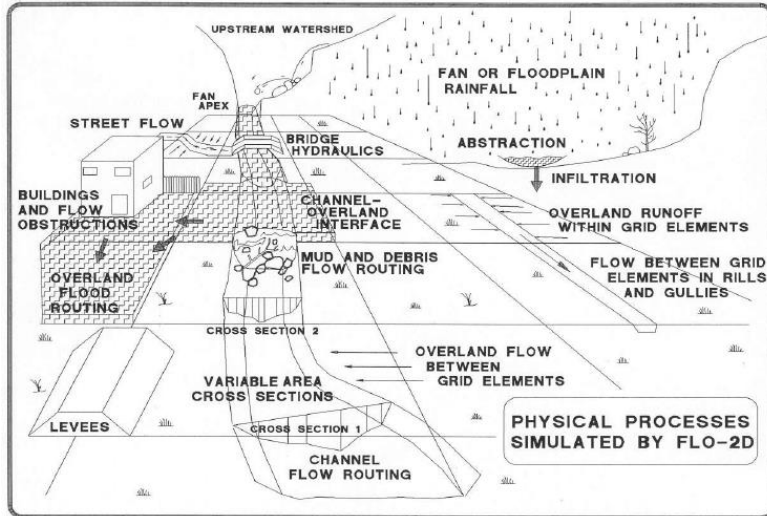 UPSTREAM WATERSHED
FAN OR FLOODPLAIN
RAINFALL
FAN
APEX
STREET FLOW
BRIDGE
HYDRAULICS
ABSTRACTION
INFILTRATION
BUILDINGS
AND FLOW
OBSTRUCTIONS
CHANNEL-
OVERLAND
INTERFACE
OVERLAND RUNOFF
WITHIN GRID ELEMENTS
MUD AND DEBRIS
FLOW ROUTING
FLOW BETWEEN GRID
ELEMENTS IN RILLS
AND GULLIES
OVERLAND
FLOOD
ROUTING
CROSS SECTION 2
OVERLAND FLOW
BETWEEN
GRID ELEMENTS
VARIABLE AREA
CROSS SECTIONS
LEVEES
CROSS SECTION 1
CHANNEL
FLOW ROUTING
PHYSICAL PROCESSES
SIMULATED BY FLO-2D